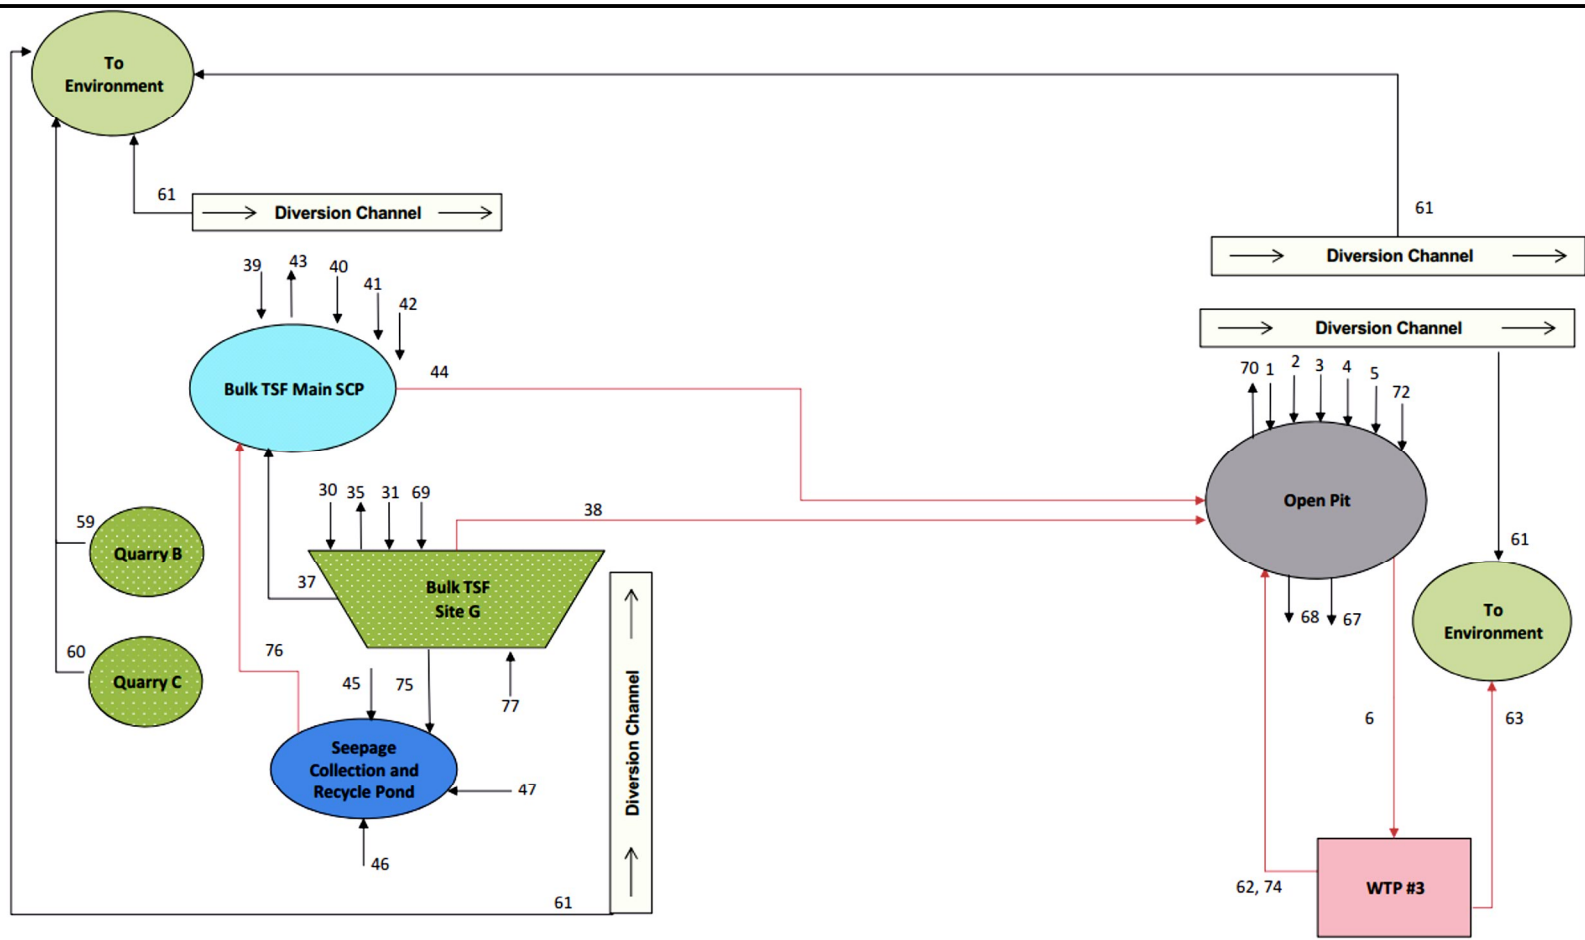 To
Environment
61
Diversion Channel
61
Diversion Channel
Diversion Channel
39
43
40
41
42
Bulk TSF Main SCP
44
70
1
2
3
4
5
72
Open Pit
30
35
31
69
38
59
Quarry B
37
Bulk TSF
Site G
61
68
67
To
Environment
60
Quarry C
76
45
75
77
Diversion Channel
6
63
Seepage
Collection and
Recycle Pond
47
46
62, 74
WTP #3
61